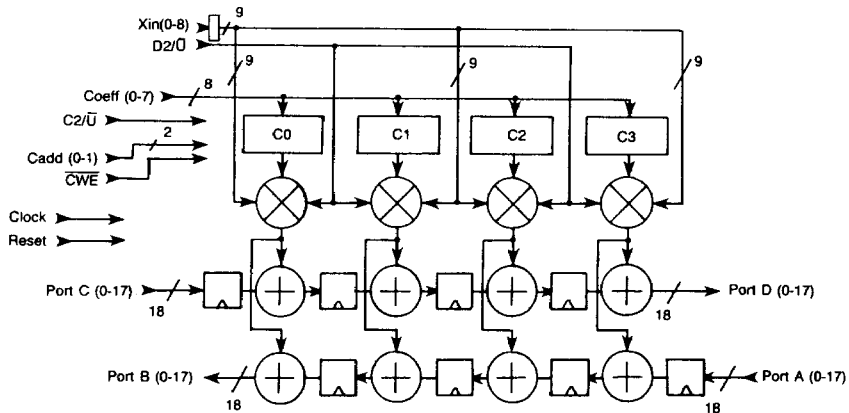 Xin(0-8) 9
D2/Ū
9 9 9
Coeff (0-7) 8
C2/U̅
2
Cadd (0-1)
C̅W̅E̅
C0 C1 C2 C3
Clock
Reset
Port C (0-17) 18
18 Port D (0-17)
Port B (0-17) 18
18 Port A (0-17)